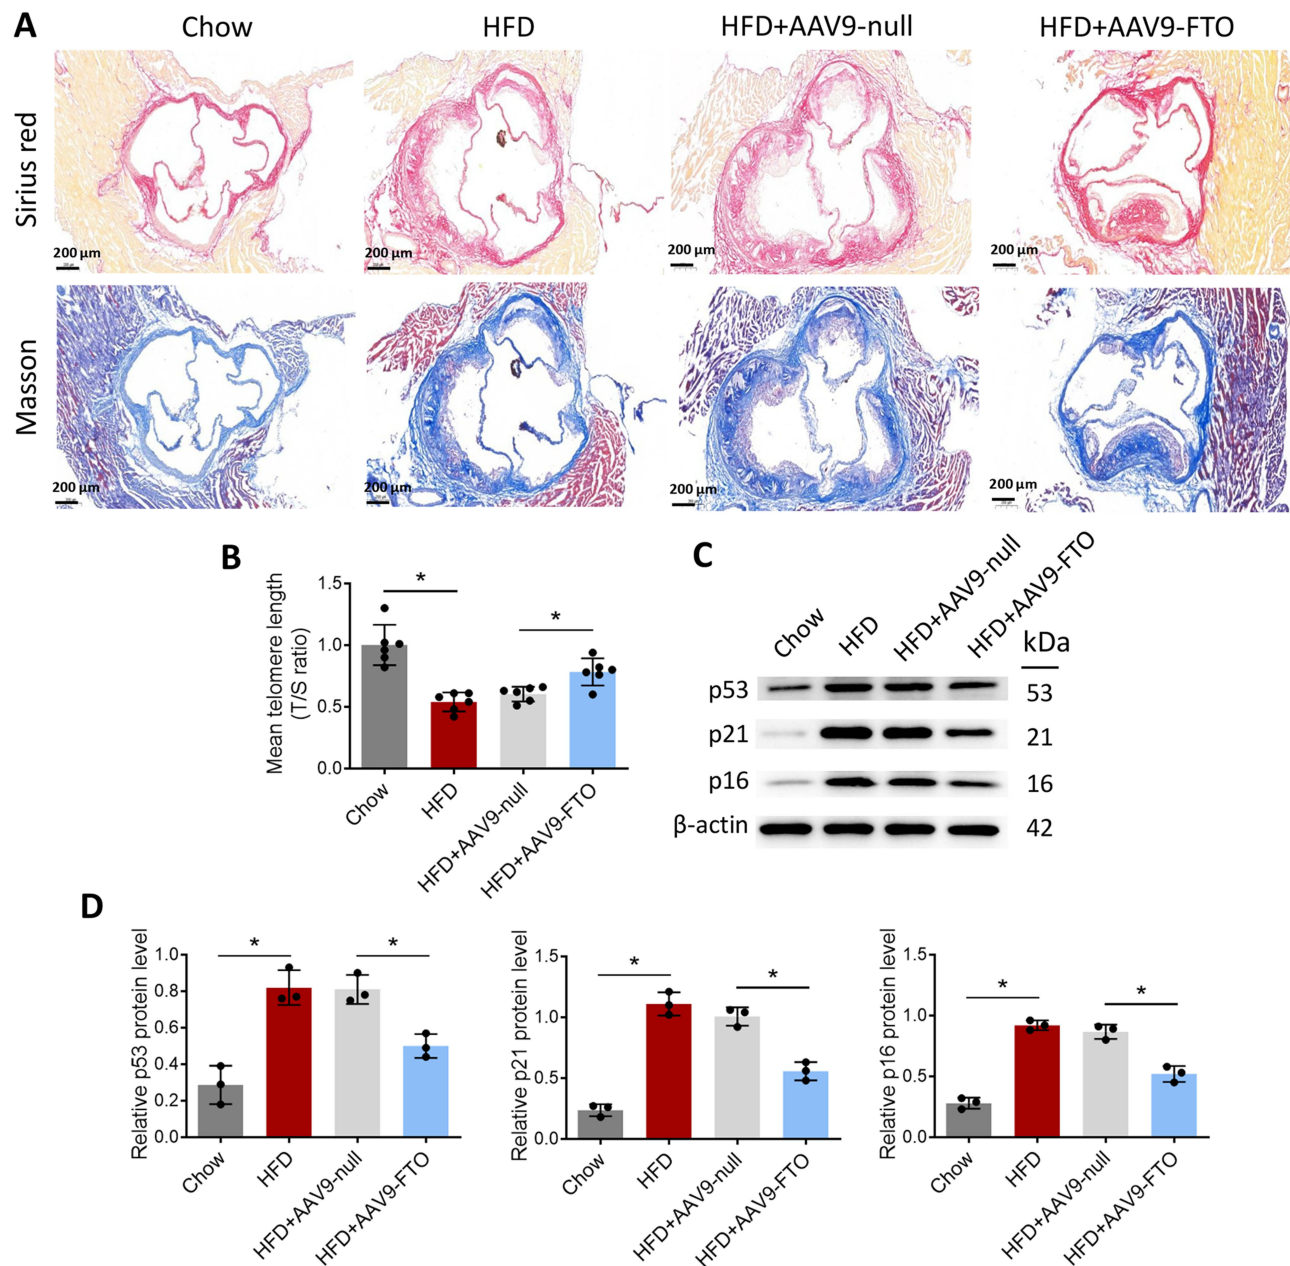 A
Chow
HFD
HFD+AAV9-null
HFD+AAV9-FTO
Sirius red
200 µm
200 µm
200 µm
200 µm
Masson
200 µm
200 µm
200 µm
200 µm
B
Mean telomere length
(T/S ratio)
1.5
1.0
0.5
0.0
*
*
Chow
HFD
HFD+AAV9-null
HFD+AAV9-FTO
C
Chow
HFD
HFD+AAV9-null
HFD+AAV9-FTO
kDa
p53
53
p21
21
p16
16
β-actin
42
D
Relative p53 protein level
1.0
0.8
0.6
0.4
0.2
0.0
*
*
Chow
HFD
HFD+AAV9-null
HFD+AAV9-FTO
Relative p21 protein level
1.5
1.0
0.5
0.0
*
*
Chow
HFD
HFD+AAV9-null
HFD+AAV9-FTO
Relative p16 protein level
1.5
1.0
0.5
0.0
*
*
Chow
HFD
HFD+AAV9-null
HFD+AAV9-FTO